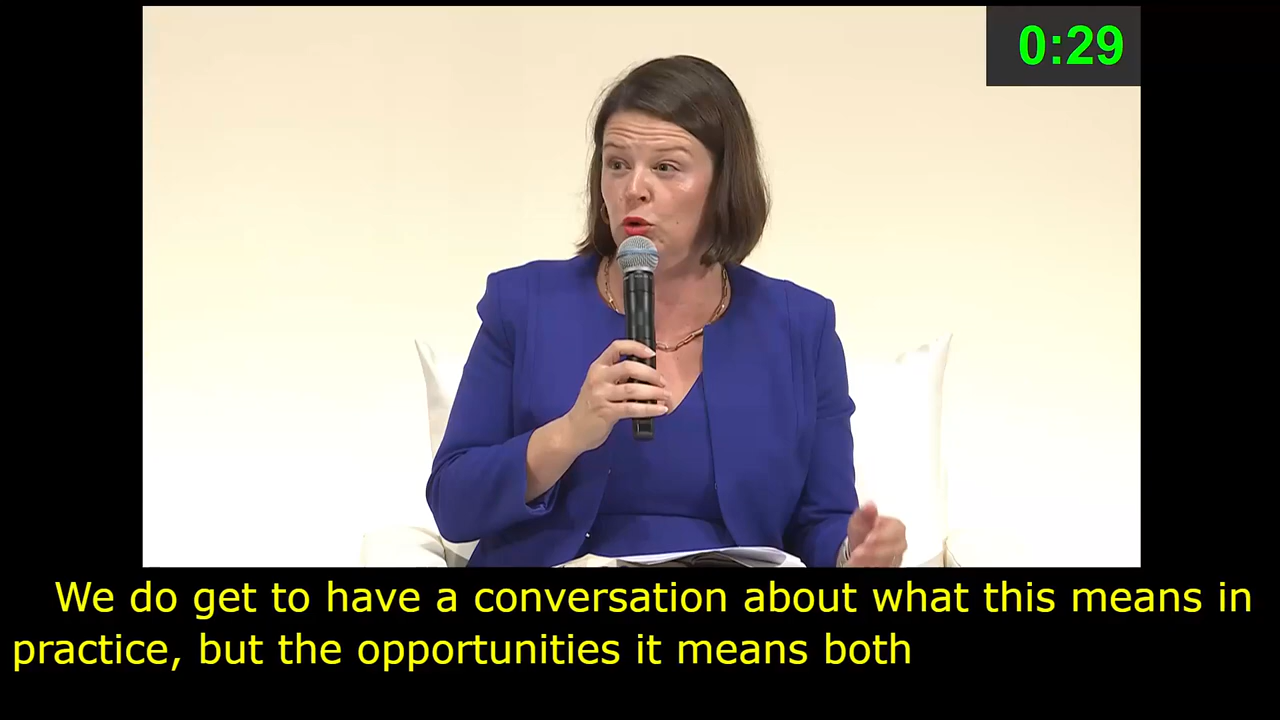 0:29
We do get to have a conversation about what this means in
practice, but the opportunities it means both